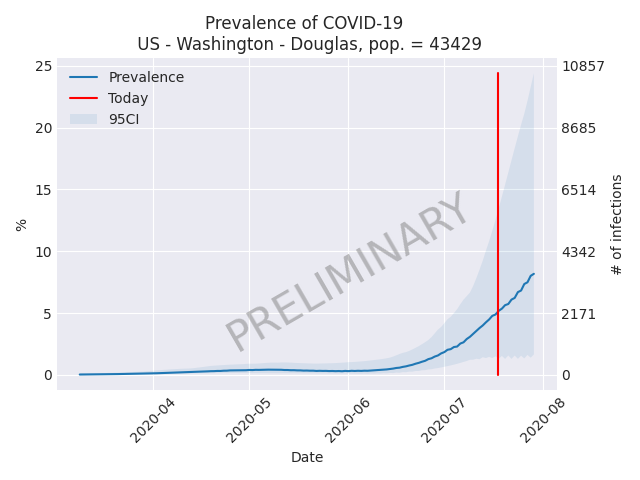 Prevalence of COVID-19
US - Washington - Douglas, pop. = 43429
Prevalence
Today
95CI
25
20
15
10
5
0
%
10857
8685
6514
4342
2171
0
# of infections
PRELIMINARY
2020-04
2020-05
2020-06
2020-07
2020-08
Date